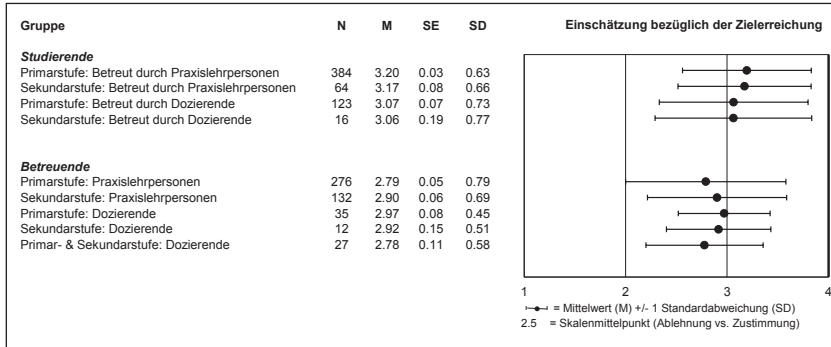 Gruppe N M SE SD Einschätzung bezüglich der Zielerreichung
Studierende
Primarstufe: Betreut durch Praxislehrpersonen 384 3.20 0.03 0.63
Sekundarstufe: Betreut durch Praxislehrpersonen 64 3.17 0.08 0.66
Primarstufe: Betreut durch Dozierende 123 3.07 0.07 0.73
Sekundarstufe: Betreut durch Dozierende 16 3.06 0.19 0.77
Betreuende
Primarstufe: Praxislehrpersonen 276 2.79 0.05 0.79
Sekundarstufe: Praxislehrpersonen 132 2.90 0.06 0.69
Primarstufe: Dozierende 35 2.97 0.08 0.45
Sekundarstufe: Dozierende 12 2.92 0.15 0.51
Primar- & Sekundarstufe: Dozierende 27 2.78 0.11 0.58
1 2 3 4
= Mittelwert (M) +/- 1 Standardabweichung (SD)
2.5 = Skalenmittelpunkt (Ablehnung vs. Zustimmung)